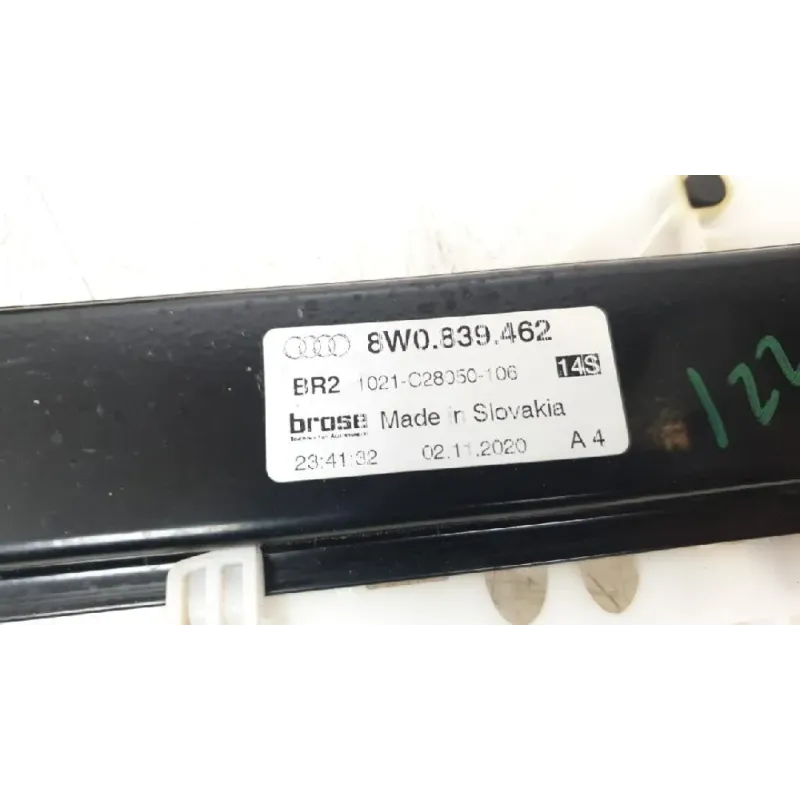 8W0.839.462
BR2 1021-C28050-106 14S
brose Made in Slovakia
23:41:32 02.11.2020 A 4
122